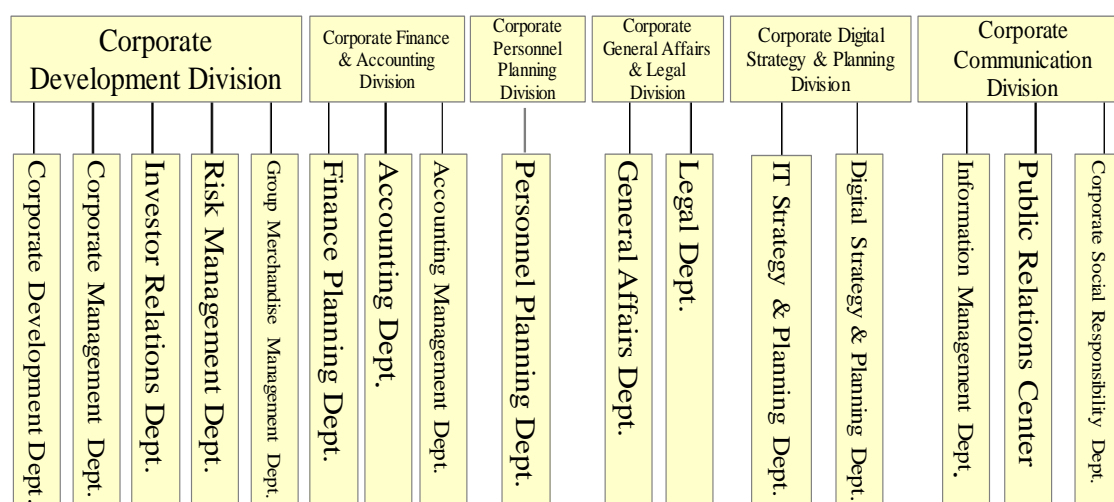 Corporate
Development Division
Corporate Finance
& Accounting
Division
Corporate
Personnel
Planning
Division
Corporate
General Affairs
& Legal
Division
Corporate Digital
Strategy & Planning
Division
Corporate
Communication
Division
Corporate Development Dept.
Corporate Management Dept.
Investor Relations Dept.
Risk Management Dept.
Group Merchandise Management Dept.
Finance Planning Dept.
Accounting Dept.
Accounting Management Dept.
Personnel Planning Dept.
General Affairs Dept.
Legal Dept.
IT Strategy & Planning Dept.
Digital Strategy & Planning Dept.
Information Management Dept.
Public Relations Center
Corporate Social Responsibility Dept.